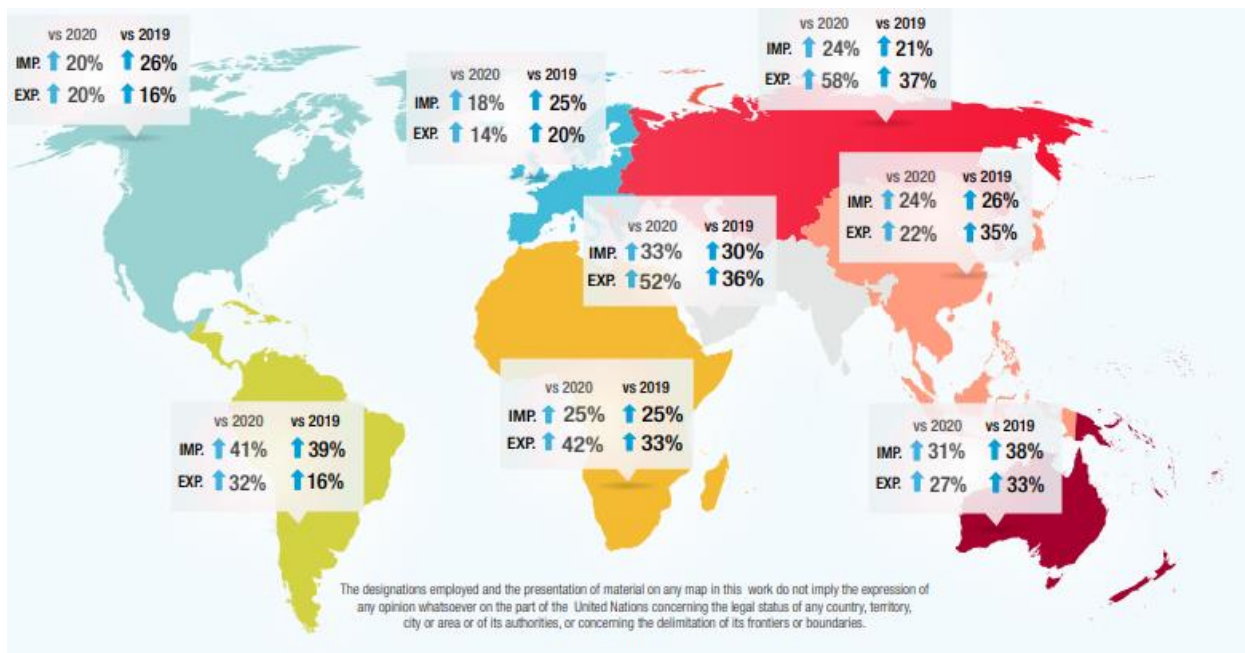 vs 2020 vs 2019
IMP. 20% 26%
EXP. 20% 16%
vs 2020 vs 2019
IMP. 18% 25%
EXP. 14% 20%
vs 2020 vs 2019
IMP. 24% 21%
EXP. 58% 37%
vs 2020 vs 2019
IMP. 24% 26%
EXP. 22% 35%
vs 2020 vs 2019
IMP. 33% 30%
EXP. 52% 36%
vs 2020 vs 2019
IMP. 41% 39%
EXP. 32% 16%
vs 2020 vs 2019
IMP. 25% 25%
EXP. 42% 33%
vs 2020 vs 2019
IMP. 31% 38%
EXP. 27% 33%
The designations employed and the presentation of material on any map in this work do not imply the expression of
any opinion whatsoever on the part of the United Nations concerning the legal status of any country, territory,
city or area or of its authorities, or concerning the delimitation of its frontiers or boundaries.